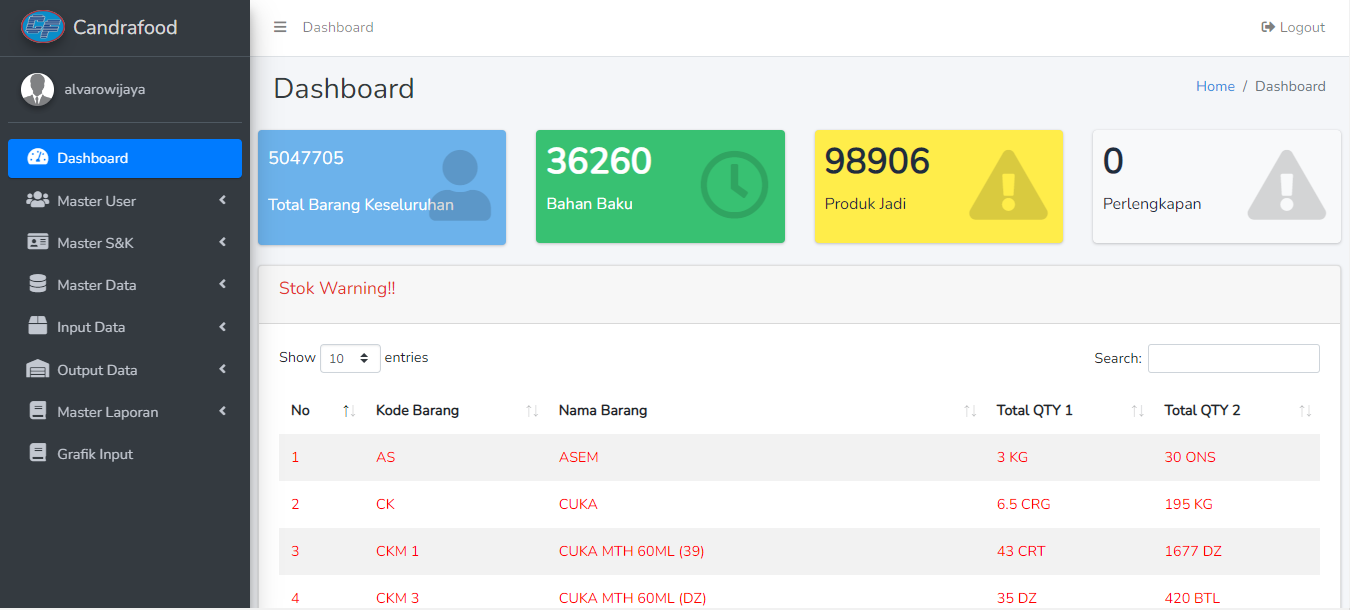 CF Candrafood
alvarowijaya
Dashboard
Master User
Master S&K
Master Data
Input Data
Output Data
Master Laporan
Grafik Input
Dashboard
Logout
Dashboard
Home / Dashboard
5047705
Total Barang Keseluruhan
36260
Bahan Baku
98906
Produk Jadi
0
Perlengkapan
Stok Warning!!
Show 10 entries
Search:
No Kode Barang Nama Barang Total QTY 1 Total QTY 2
1 AS ASEM 3 KG 30 ONS
2 CK CUKA 6.5 CRG 195 KG
3 CKM 1 CUKA MTH 60ML (39) 43 CRT 1677 DZ
4 CKM 3 CUKA MTH 60ML (DZ) 35 DZ 420 BTL